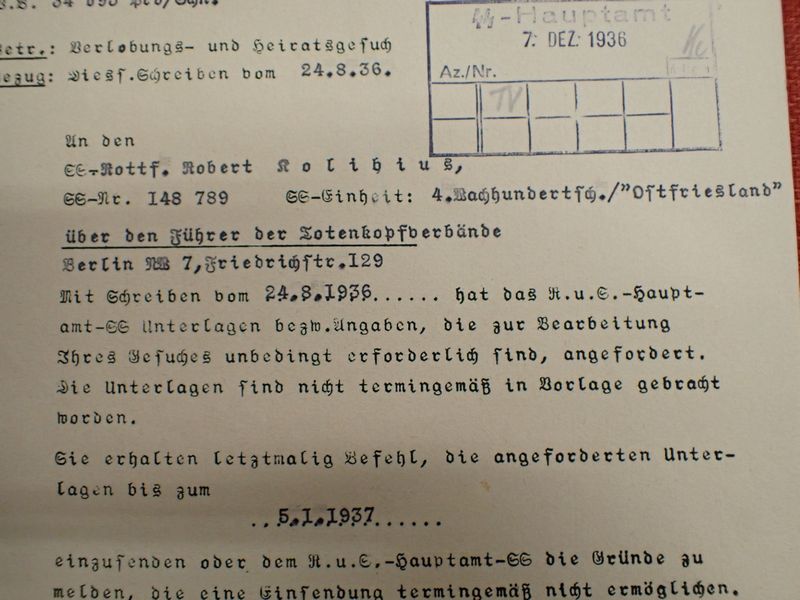 Betr.: Verlobungs- und Heiratsgesuch
Bezug: Dies. Schreiben vom 24.8.36.
SS-Hauptamt
7. DEZ. 1936
Az./Nr.
TV
An den
SS-Rottf. Robert Kolibius,
SS-Nr. 148 789 SS-Einheit: 4.Wachhundertsch./"Ostfriesland"
über den Führer der Totenkopfverbände
Berlin NW 7,Friedrichstr.129
Mit Schreiben vom 24.8.1936...... hat das R.u.S.-Haupt-
amt-SS Unterlagen bezw.Angaben, die zur Bearbeitung
Ihres Gesuches unbedingt erforderlich sind, angefordert.
Die Unterlagen sind nicht termingemäß in Vorlage gebracht
worden.
Sie erhalten letztmalig Befehl, die angeforderten Unter-
lagen bis zum
..5.1.1937......
einzusenden oder dem R.u.S.-Hauptamt-SS die Gründe zu
melden, die eine Einsendung termingemäß nicht ermöglichen.